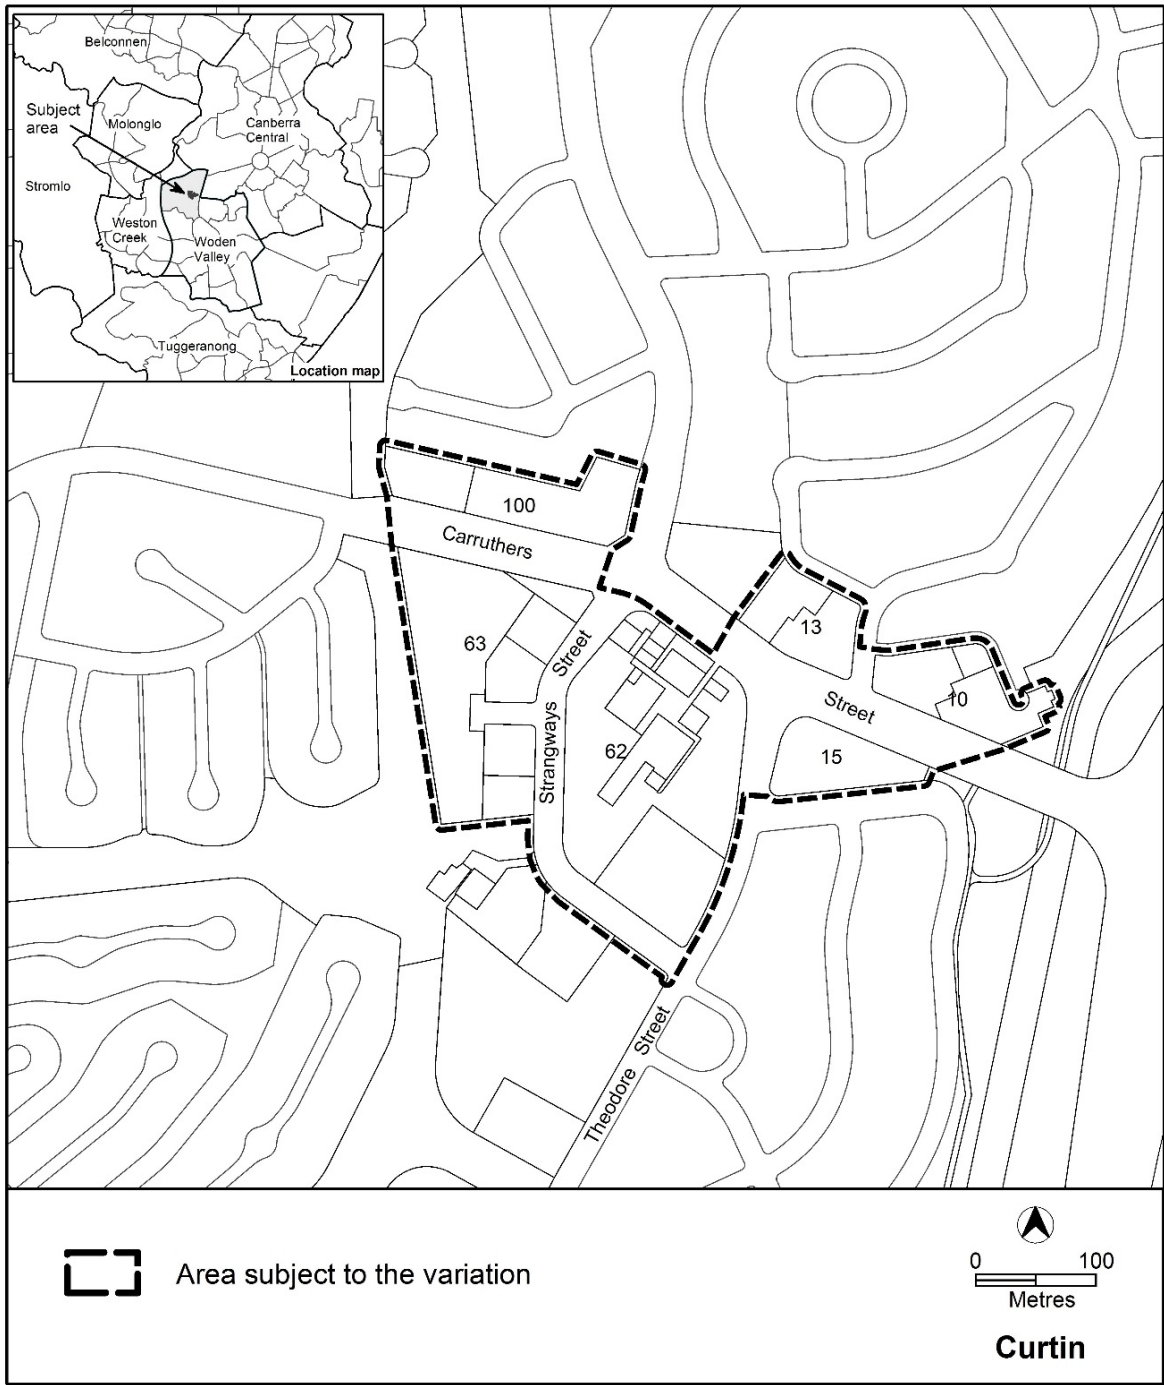 Belconnen
Subject
area
Molonglo
Canberra
Central
Stromlo
Weston
Creek
Woden
Valley
Tuggeranong
Location map
100
Carruthers
13
63
Street
10
Street
62
15
Strangways
Street
Theodore
Area subject to the variation
0 100
Metres
Curtin